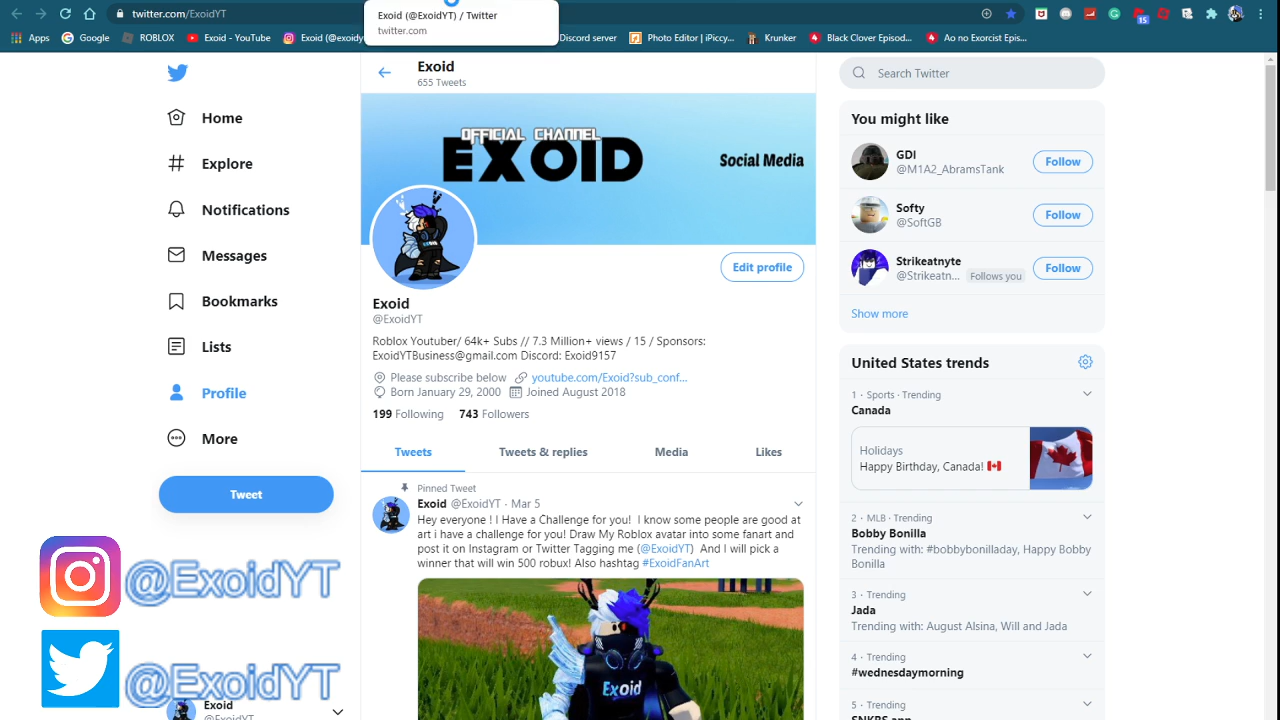 twitter.com/ExoidYT
Exoid (@ExoidYT) / Twitter
twitter.com
15
Apps
Google
ROBLOX
Exoid - YouTube
Exoid (@exoidy
Discord server
Photo Editor | iPiccy...
Krunker
Black Clover Episod...
Ao no Exorcist Epis...
Exoid
655 Tweets
Search Twitter
Home
Explore
Notifications
Messages
Bookmarks
Lists
Profile
More
Tweet
@ExoidYT
@ExoidYT
Exoid
@ExoidYT
OFFICIAL CHANNEL
EXOID
Social Media
Edit profile
Exoid
@ExoidYT
Roblox Youtuber/ 64k+ Subs // 7.3 Million+ views / 15 / Sponsors:
ExoidYTBusiness@gmail.com Discord: Exoid9157
Please subscribe below youtube.com/Exoid?sub_conf...
Born January 29, 2000 Joined August 2018
199 Following 743 Followers
Tweets Tweets & replies Media Likes
Pinned Tweet
Exoid @ExoidYT · Mar 5
Hey everyone ! I Have a Challenge for you! I know some people are good at
art i have a challenge for you! Draw My Roblox avatar into some fanart and
post it on Instagram or Twitter Tagging me (@ExoidYT) And I will pick a
winner that will win 500 robux! Also hashtag #ExoidFanArt
Exoid
You might like
GDI
@M1A2_AbramsTank
Follow
Softy
@SoftGB
Follow
Strikeatnyte
@Strikeatn... Follows you
Follow
Show more
United States trends
1 · Sports · Trending
Canada
Holidays
Happy Birthday, Canada!
2 · MLB · Trending
Bobby Bonilla
Trending with: #bobbybonilladay, Happy Bobby
Bonilla
3 · Trending
Jada
Trending with: August Alsina, Will and Jada
4 · Trending
#wednesdaymorning
5 · Trending
SNKRS app